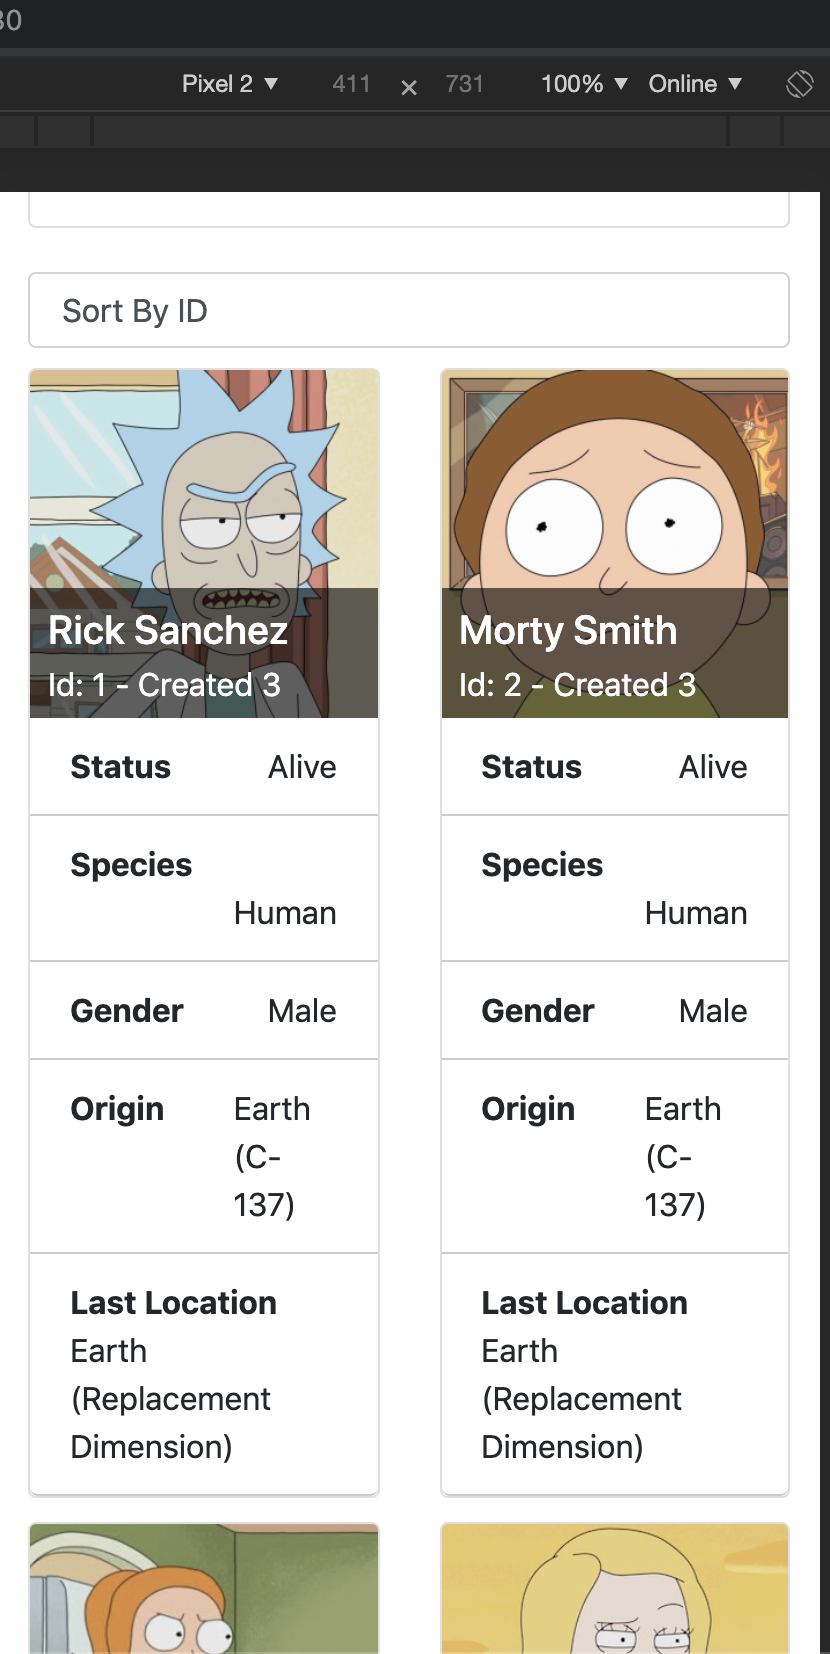 Pixel 2 ▼ 411 × 731 100% ▼ Online ▼
Sort By ID
Rick Sanchez
Id: 1 - Created 3
Status Alive
Species
Human
Gender Male
Origin Earth
(C-
137)
Last Location
Earth
(Replacement
Dimension)
Morty Smith
Id: 2 - Created 3
Status Alive
Species
Human
Gender Male
Origin Earth
(C-
137)
Last Location
Earth
(Replacement
Dimension)